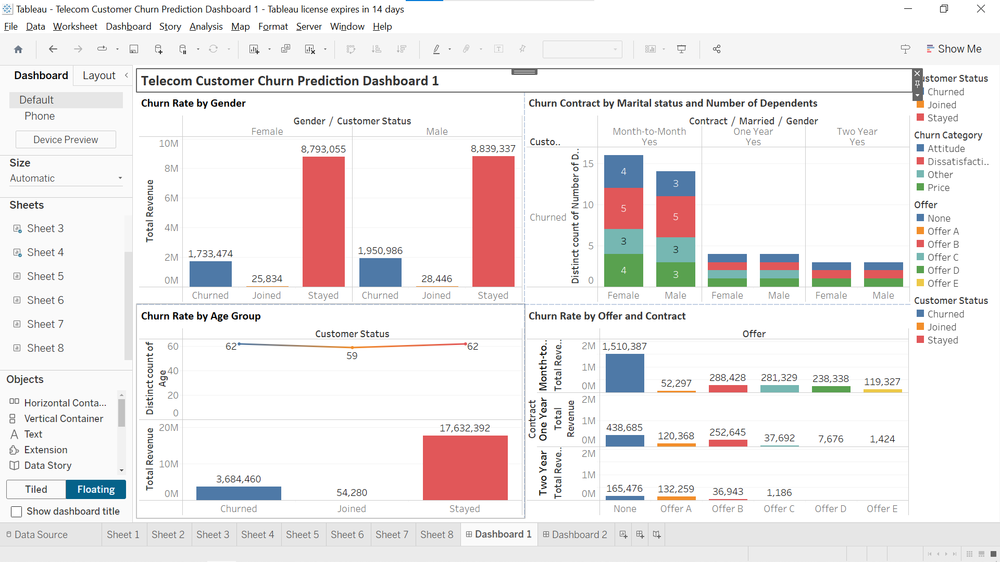 Tableau - Telecom Customer Churn Prediction Dashboard 1 - Tableau license expires in 14 days
File Data Worksheet Dashboard Story Analysis Map Format Server Window Help
Show Me
Dashboard Layout
Default
Phone
Device Preview
Size
Automatic
Sheets
Sheet 3
Sheet 4
Sheet 5
Sheet 6
Sheet 7
Sheet 8
Objects
Horizontal Conta...
Vertical Container
Text
Extension
Data Story
Tiled Floating
Show dashboard title
Telecom Customer Churn Prediction Dashboard 1
Churn Rate by Gender
Gender / Customer Status
Female Male
Total Revenue
10M
8M
6M
4M
2M
0M
1,733,474
25,834
8,793,055
1,950,986
28,446
8,839,337
Churned Joined Stayed Churned Joined Stayed
Churn Contract by Marital status and Number of Dependents
Contract / Married / Gender
Month-to-Month One Year Two Year
Custo.. Yes Yes Yes
Churned
Distinct count of Number of D..
15
10
5
0
4
5
3
4
3
5
3
3
Female Male Female Male Female Male
Churn Rate by Age Group
Customer Status
Distinct count of
Age
60
40
20
0
62
59
62
Total Revenue
20M
10M
0M
3,684,460
54,280
17,632,392
Churned Joined Stayed
Churn Rate by Offer and Contract
Offer
Contract
Month-to..
Total Reve..
2M
1M
0M
1,510,387
52,297
288,428
281,329
238,338
119,327
One Year
Total
Revenue
2M
1M
0M
438,685
120,368
252,645
37,692
7,676
1,424
Two Year
Total Reve..
2M
1M
0M
165,476
132,259
36,943
1,186
None Offer A Offer B Offer C Offer D Offer E
ustomer Status
Churned
Joined
Stayed
Churn Category
Attitude
Dissatisfacti..
Other
Price
Offer
None
Offer A
Offer B
Offer C
Offer D
Offer E
Customer Status
Churned
Joined
Stayed
Data Source Sheet 1 Sheet 2 Sheet 3 Sheet 4 Sheet 5 Sheet 6 Sheet 7 Sheet 8 Dashboard 1 Dashboard 2